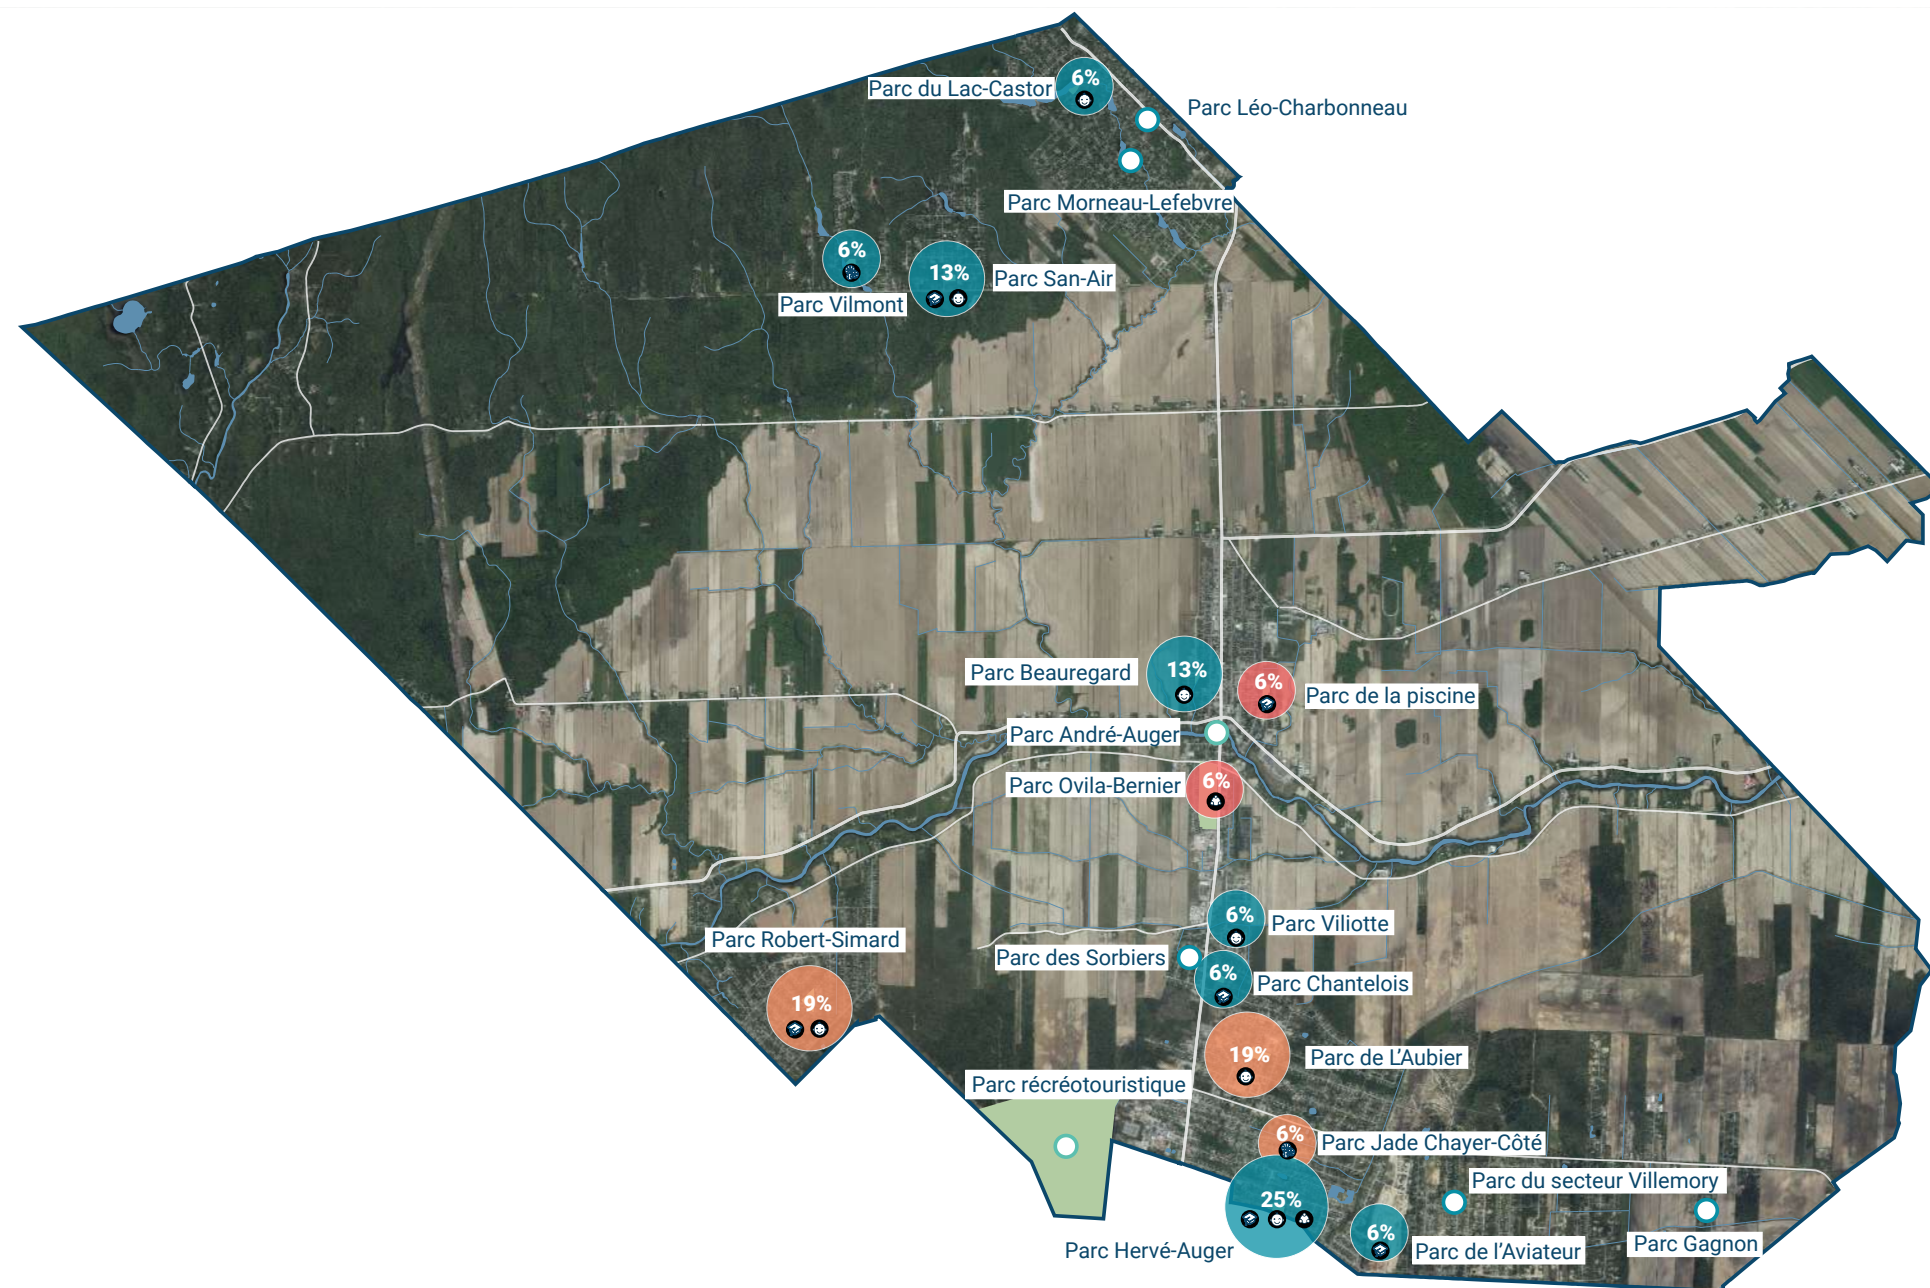 6%
Parc du Lac-Castor
Parc Léo-Charbonneau
Parc Morneau-Lefebvre
6%
Parc Vilmont
13%
Parc San-Air
Parc Beauregard
13%
6%
Parc de la piscine
Parc André-Auger
Parc Ovila-Bernier
6%
6%
Parc Viliotte
Parc Robert-Simard
Parc des Sorbiers
6%
Parc Chantelois
19%
19%
Parc de L'Aubier
Parc récréotouristique
6%
Parc Jade Chayer-Côté
Parc du secteur Villemory
25%
Parc Hervé-Auger
6%
Parc de l'Aviateur
Parc Gagnon